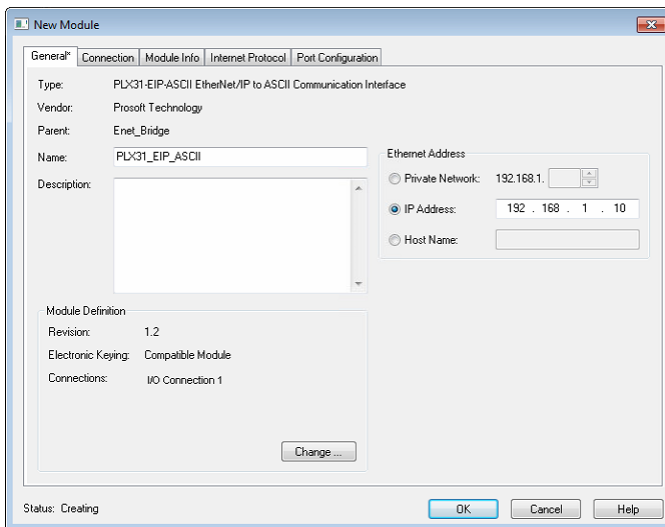 New Module
General* Connection Module Info Internet Protocol Port Configuration
Type: PLX31-EIP-ASCII EtherNet/IP to ASCII Communication Interface
Vendor: Prosoft Technology
Parent: Enet_Bridge
Name: PLX31_EIP_ASCII
Description:
Ethernet Address
Private Network: 192.168.1.
IP Address: 192 . 168 . 1 . 10
Host Name:
Module Definition
Revision: 1.2
Electronic Keying: Compatible Module
Connections: I/O Connection 1
Change ...
Status: Creating
OK Cancel Help